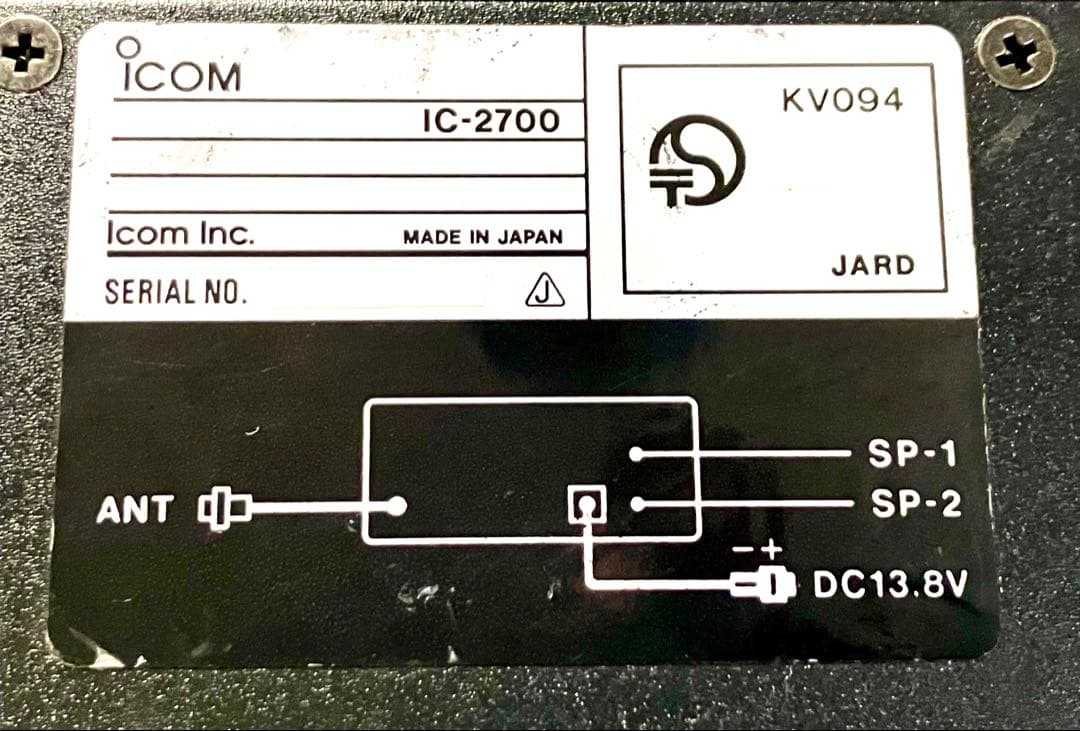 ICOM
IC-2700
Icom Inc. MADE IN JAPAN
SERIAL NO. J
KV094
T
JARD
ANT
SP-1
SP-2
− +
DC13.8V